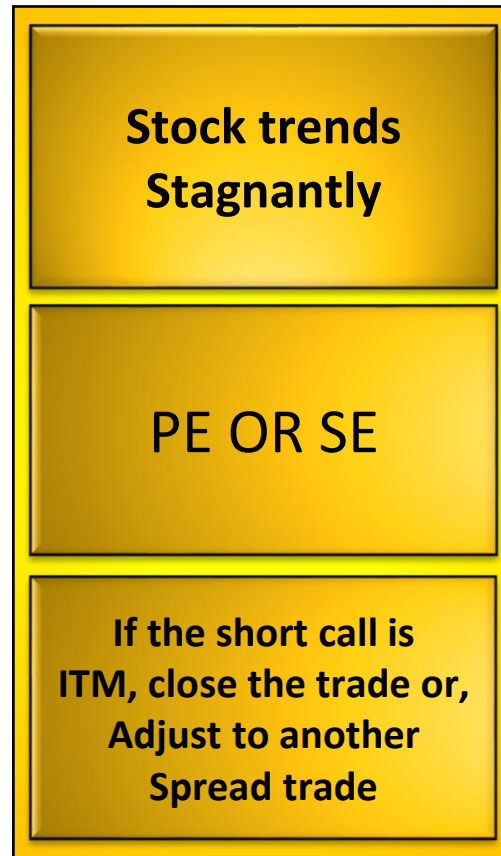 Stock trends
Stagnantly
PE OR SE
If the short call is
ITM, close the trade or,
Adjust to another
Spread trade